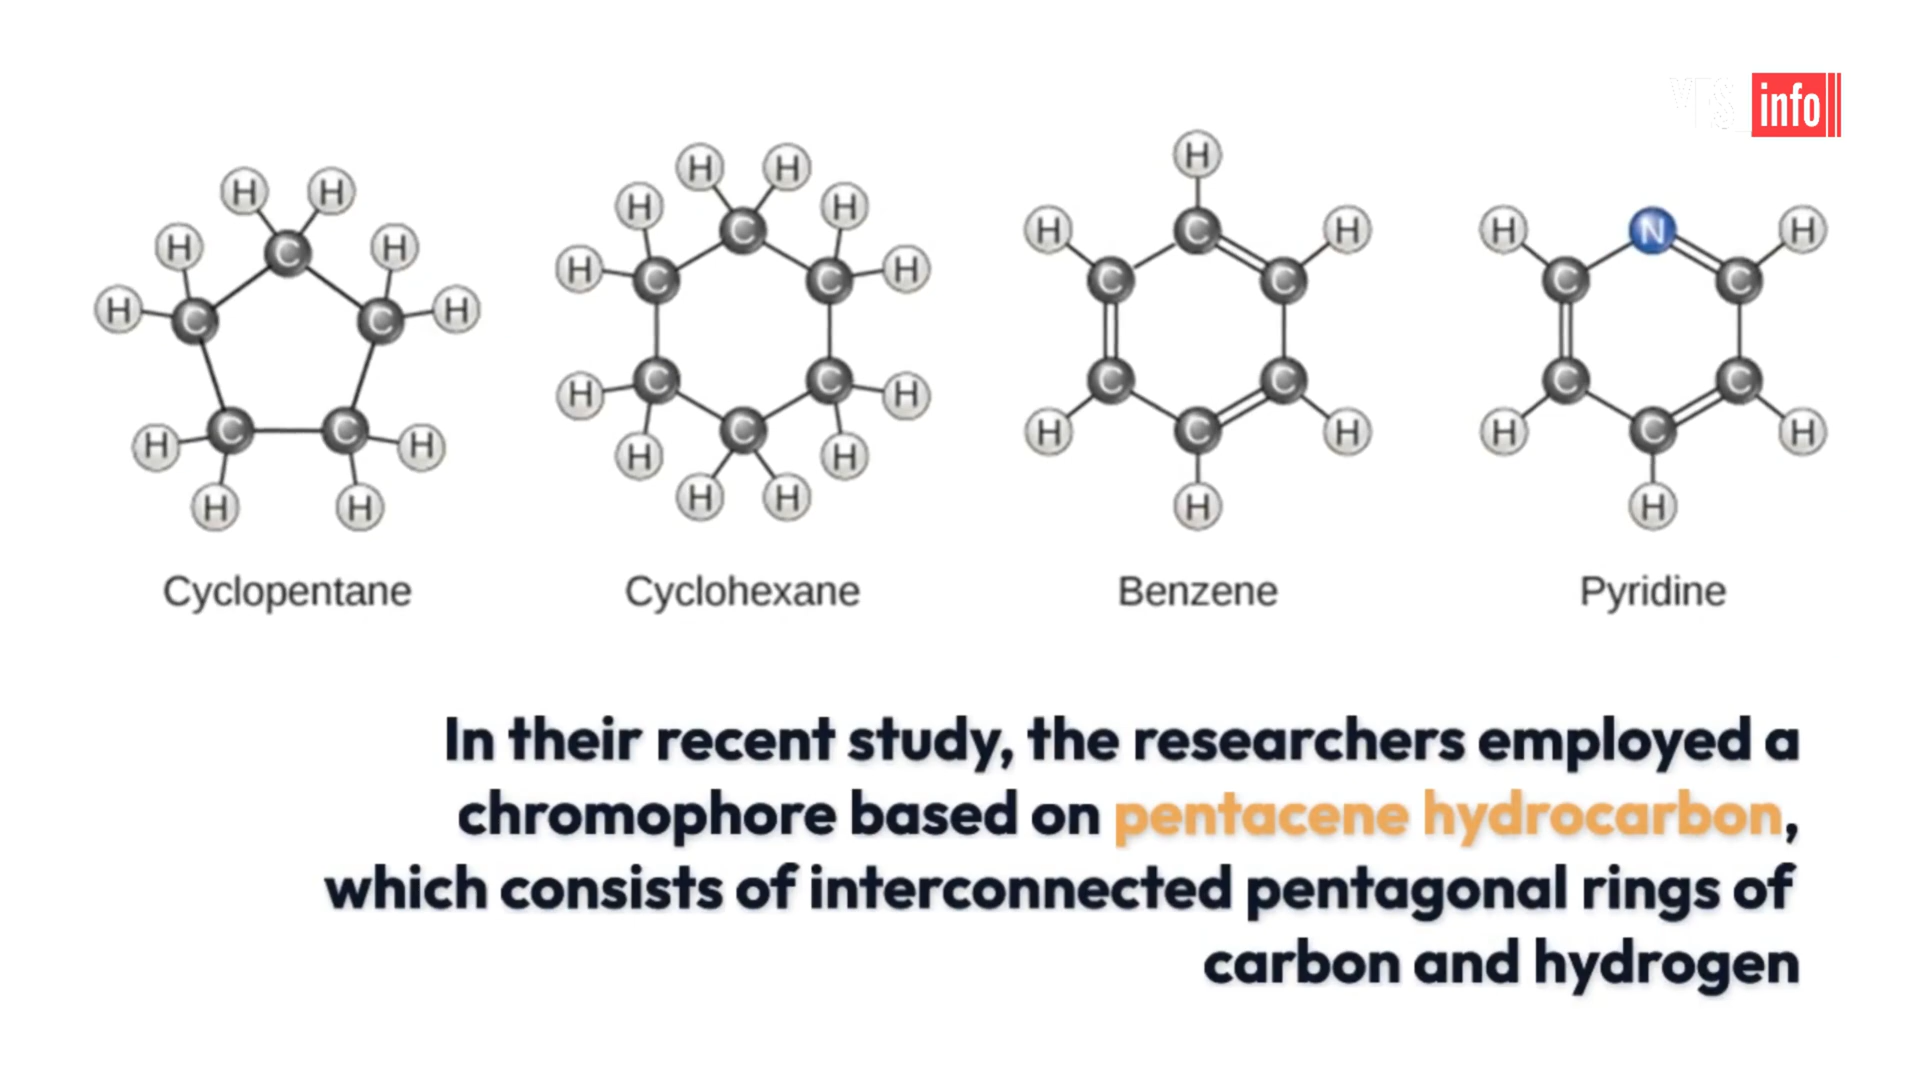 info
H H H H H H H H H H
C C C C C
H H H H H H H H H H H H
C C C C C C
H H H H H H
C C C C C C
H H H H H
N C C C C C
Cyclopentane Cyclohexane Benzene Pyridine
In their recent study, the researchers employed a
chromophore based on pentacene hydrocarbon,
which consists of interconnected pentagonal rings of
carbon and hydrogen